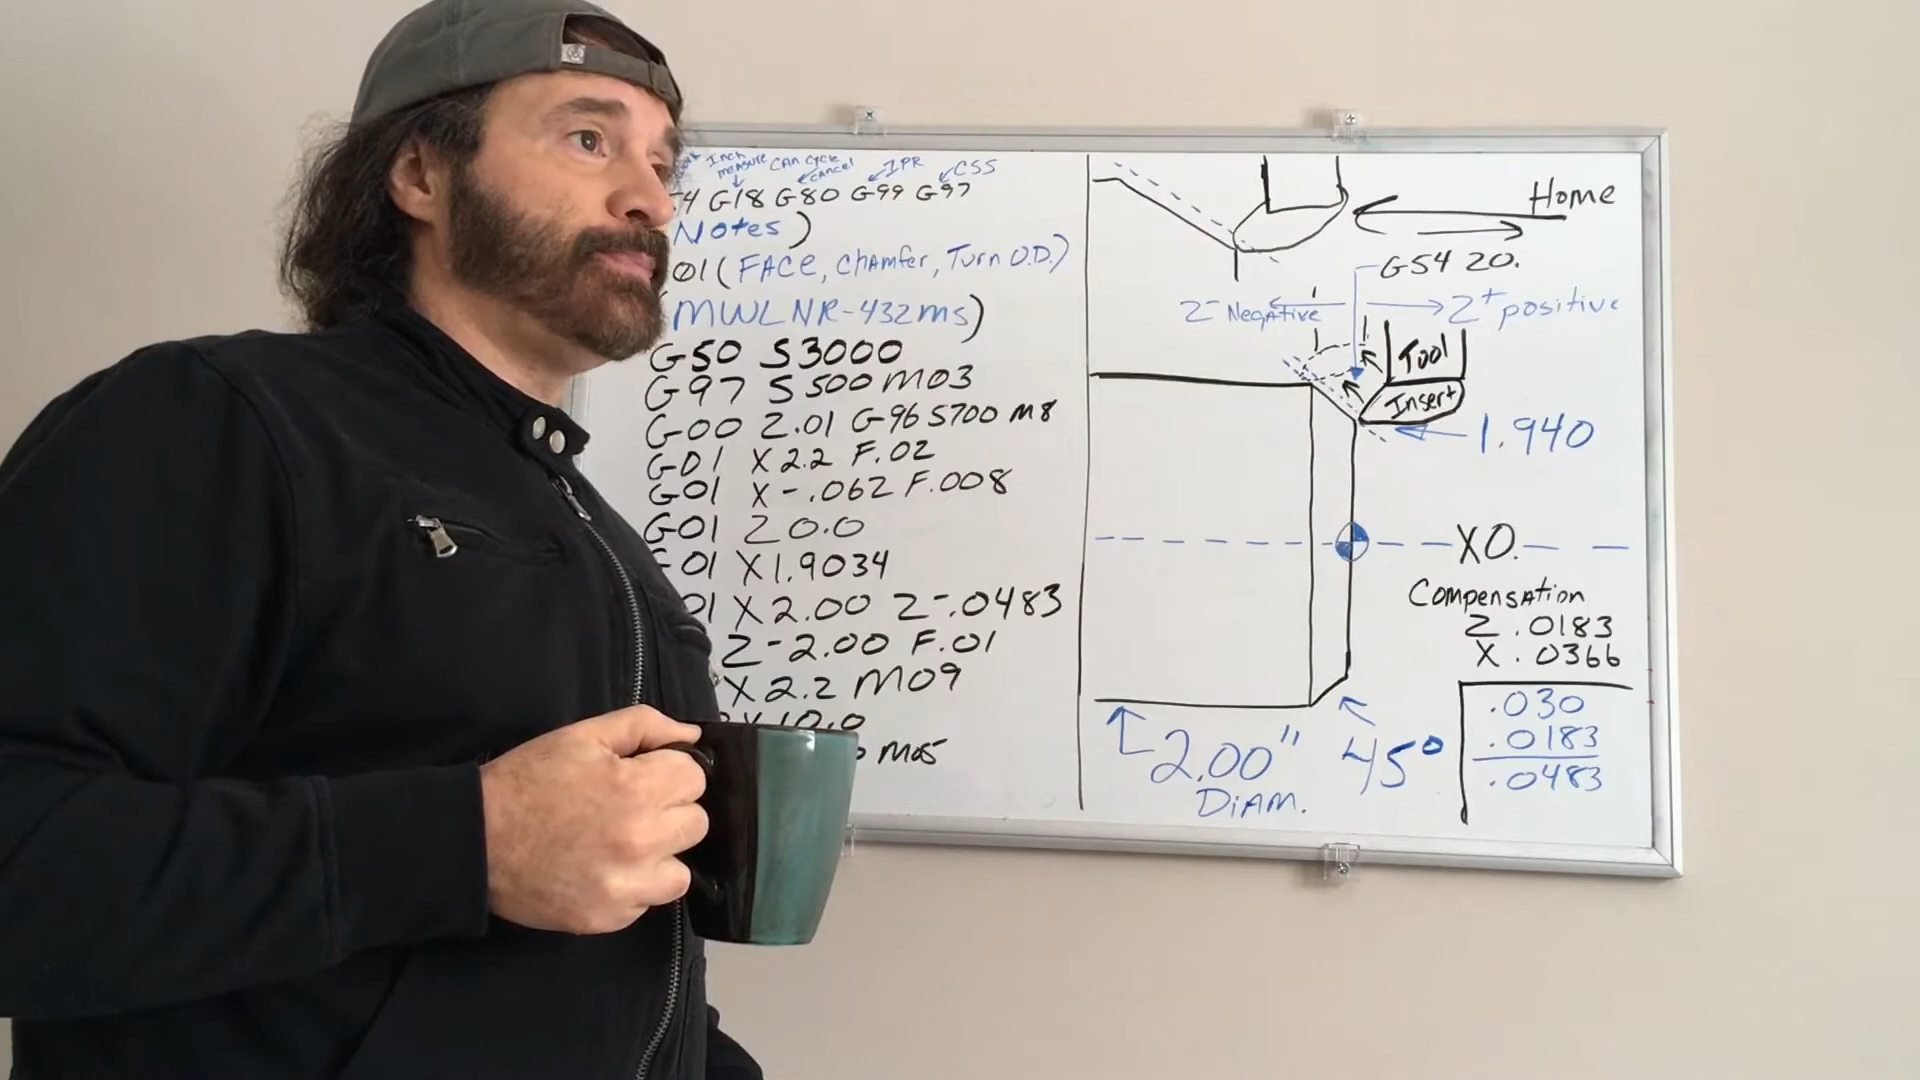 Inch
measure CAN CYCLE
CANCEL
IPR
CSS
4 G18 G80 G99 G97
Notes)
01 (FACE, Chamfer, Turn O.D.)
MWLNR-432ms)
G50 S3000
G97 S500 M03
G00 Z.01 G96 S700 M8
G01 X2.2 F.02
G01 X-.062 F.008
G01 Z0.0
G01 X1.9034
01 X2.00 Z-.0483
Z-2.00 F.01
X2.2 M09
X10.0
M05
Home
G54 Z0.
Z- Negative
Z+ positive
Tool
Insert
1.940
X0.
Compensation
Z .0183
X .0366
.030
.0183
.0483
2.00"
DIAM.
45°